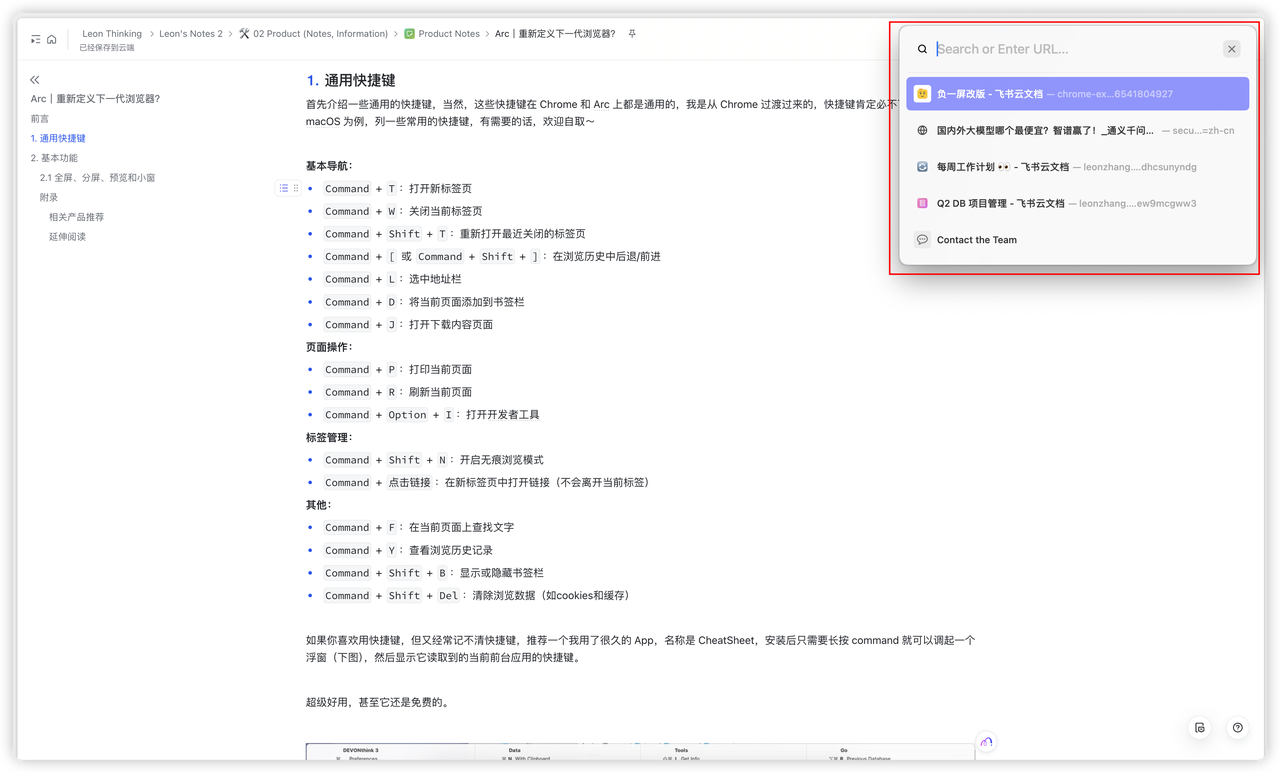 Leon Thinking > Leon's Notes 2 > 🛠 02 Product (Notes, Information) > Product Notes > Arc丨重新定义下一代浏览器?
已经保存到云端
Arc丨重新定义下一代浏览器?
前言
1. 通用快捷键
2. 基本功能
2.1 全屏、分屏、预览和小窗
附录
相关产品推荐
延伸阅读
1. 通用快捷键
首先介绍一些通用的快捷键,当然,这些快捷键在 Chrome 和 Arc 上都是通用的,我是从 Chrome 过渡过来的,快捷键肯定必不
macOS 为例,列一些常用的快捷键,有需要的话,欢迎自取~
基本导航:
Command + T: 打开新标签页
Command + W: 关闭当前标签页
Command + Shift + T: 重新打开最近关闭的标签页
Command + [ 或 Command + Shift + ]: 在浏览历史中后退/前进
Command + L: 选中地址栏
Command + D: 将当前页面添加到书签栏
Command + J: 打开下载内容页面
页面操作:
Command + P: 打印当前页面
Command + R: 刷新当前页面
Command + Option + I: 打开开发者工具
标签管理:
Command + Shift + N: 开启无痕浏览模式
Command + 点击链接: 在新标签页中打开链接(不会离开当前标签)
其他:
Command + F: 在当前页面上查找文字
Command + Y: 查看浏览历史记录
Command + Shift + B: 显示或隐藏书签栏
Command + Shift + Del: 清除浏览数据(如cookies和缓存)
如果你喜欢用快捷键,但又经常记不清快捷键,推荐一个我用了很久的 App,名称是 CheatSheet,安装后只需要长按 command 就可以调起一个
浮窗(下图),然后显示它读取到的当前前台应用的快捷键。
超级好用,甚至它还是免费的。
DEVONthink 3 Data Tools Go
Preferences N With Clipboard I Get Info Previous Database
Search or Enter URL...
负一屏改版 - 飞书云文档 — chrome-ex...6541804927
国内外大模型哪个最便宜?智谱赢了!_通义千问... — secu...=zh-cn
每周工作计划 👀 - 飞书云文档 — leonzhang....dhcsunyndg
Q2 DB 项目管理 - 飞书云文档 — leonzhang....ew9mcgww3
Contact the Team